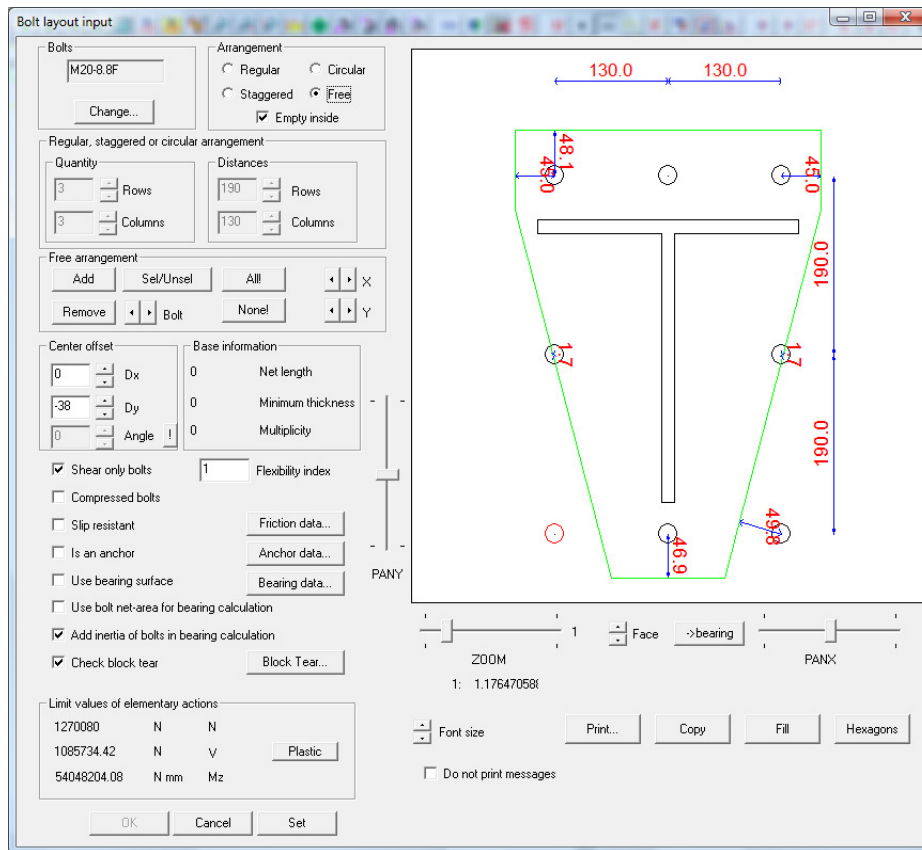 Bolt layout input
Bolts
M20-8.8F
Change...
Arrangement
Regular
Circular
Staggered
Free
Empty inside
Regular, staggered or circular arrangement
Quantity
3
Rows
3
Columns
Distances
190
Rows
130
Columns
Free arrangement
Add
Sel/Unsel
All!
X
Remove
Bolt
None!
Y
Center offset
0
Dx
-38
Dy
0
Angle
!
Base information
0
Net length
0
Minimum thickness
0
Multiplicity
PANY
Shear only bolts
1
Flexibility index
Compressed bolts
Slip resistant
Friction data...
Is an anchor
Anchor data...
Use bearing surface
Bearing data...
Use bolt net-area for bearing calculation
Add inertia of bolts in bearing calculation
Check block tear
Block Tear...
Limit values of elementary actions
1270080
N
N
1085734.42
N
V
Plastic
54048204.08
N mm
Mz
OK
Cancel
Set
130.0
130.0
48.1
45.0
45.0
190.0
1.7
1.7
190.0
49.8
46.9
1
Face
->bearing
ZOOM
PANX
1:
1.17647058
Font size
Print...
Copy
Fill
Hexagons
Do not print messages